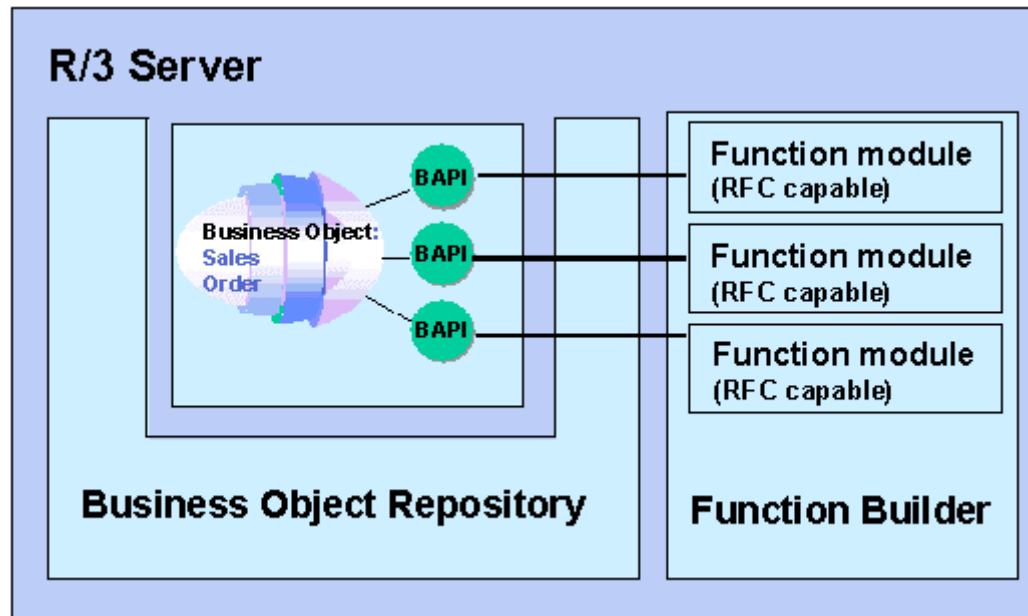 R/3 Server
Business Object:
Sales
Order
BAPI
BAPI
BAPI
Function module
(RFC capable)
Function module
(RFC capable)
Function module
(RFC capable)
Business Object Repository
Function Builder